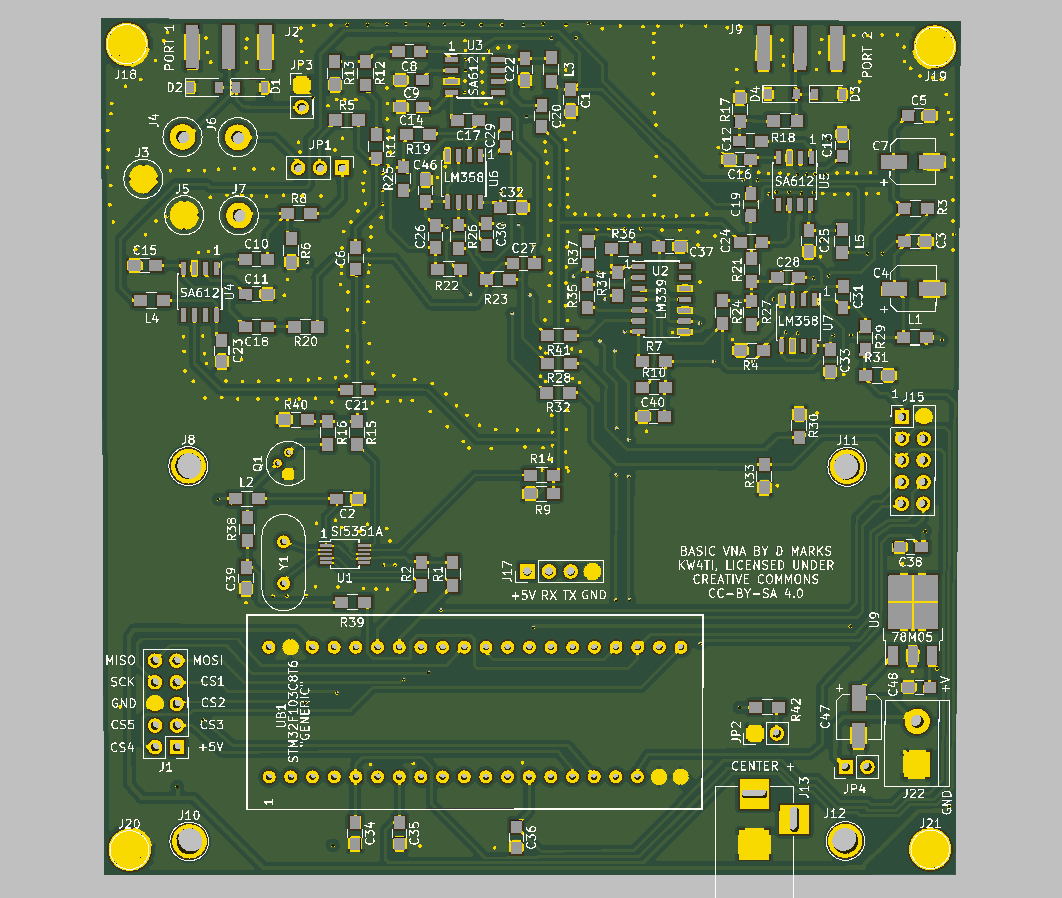 PORT 1
J2
J9
PORT 2
J18
J19
JP3
R13
R12
C8
1
U3
SA612
C22
L3
C1
C20
D2
D1
C9
R5
C14
C17
C29
R19
R11
J4
J6
J3
JP1
R25
C46
LM358
1
U6
C32
J5
J7
R8
C26
R26
C30
R6
C10
C6
R22
R23
C27
C15
1
SA612
U4
C11
L4
C18
R20
C23
D4
D3
R17
R18
C12
C16
C13
C5
C7
+
1
SA612
U5
C19
R3
C24
C25
L5
C3
R37
R36
C37
R35
R34
1
U2
LM339
R21
C28
C4
+
R24
R27
1
LM358
U7
C31
L1
R29
C33
R31
R4
R41
R28
R32
R7
R10
C40
C21
R40
R16
R15
J8
Q1
R14
R9
R30
R33
J11
1
J15
L2
C2
R38
SI5351A
1
U1
Y1
C39
R39
R2
R1
J17
+5V RX TX GND
BASIC VNA BY D MARKS
KW4TI, LICENSED UNDER
CREATIVE COMMONS
CC-BY-SA 4.0
C38
U9
78M05
C48
+V
MISO
MOSI
SCK
CS1
GND
CS2
CS5
CS3
CS4
+5V
J1
UB1
STM32F103C8T6
"GENERIC"
1
JP2
R42
CENTER +
J13
C47
+
JP4
J22
GND
J20
J10
C34
C35
C36
J12
J21